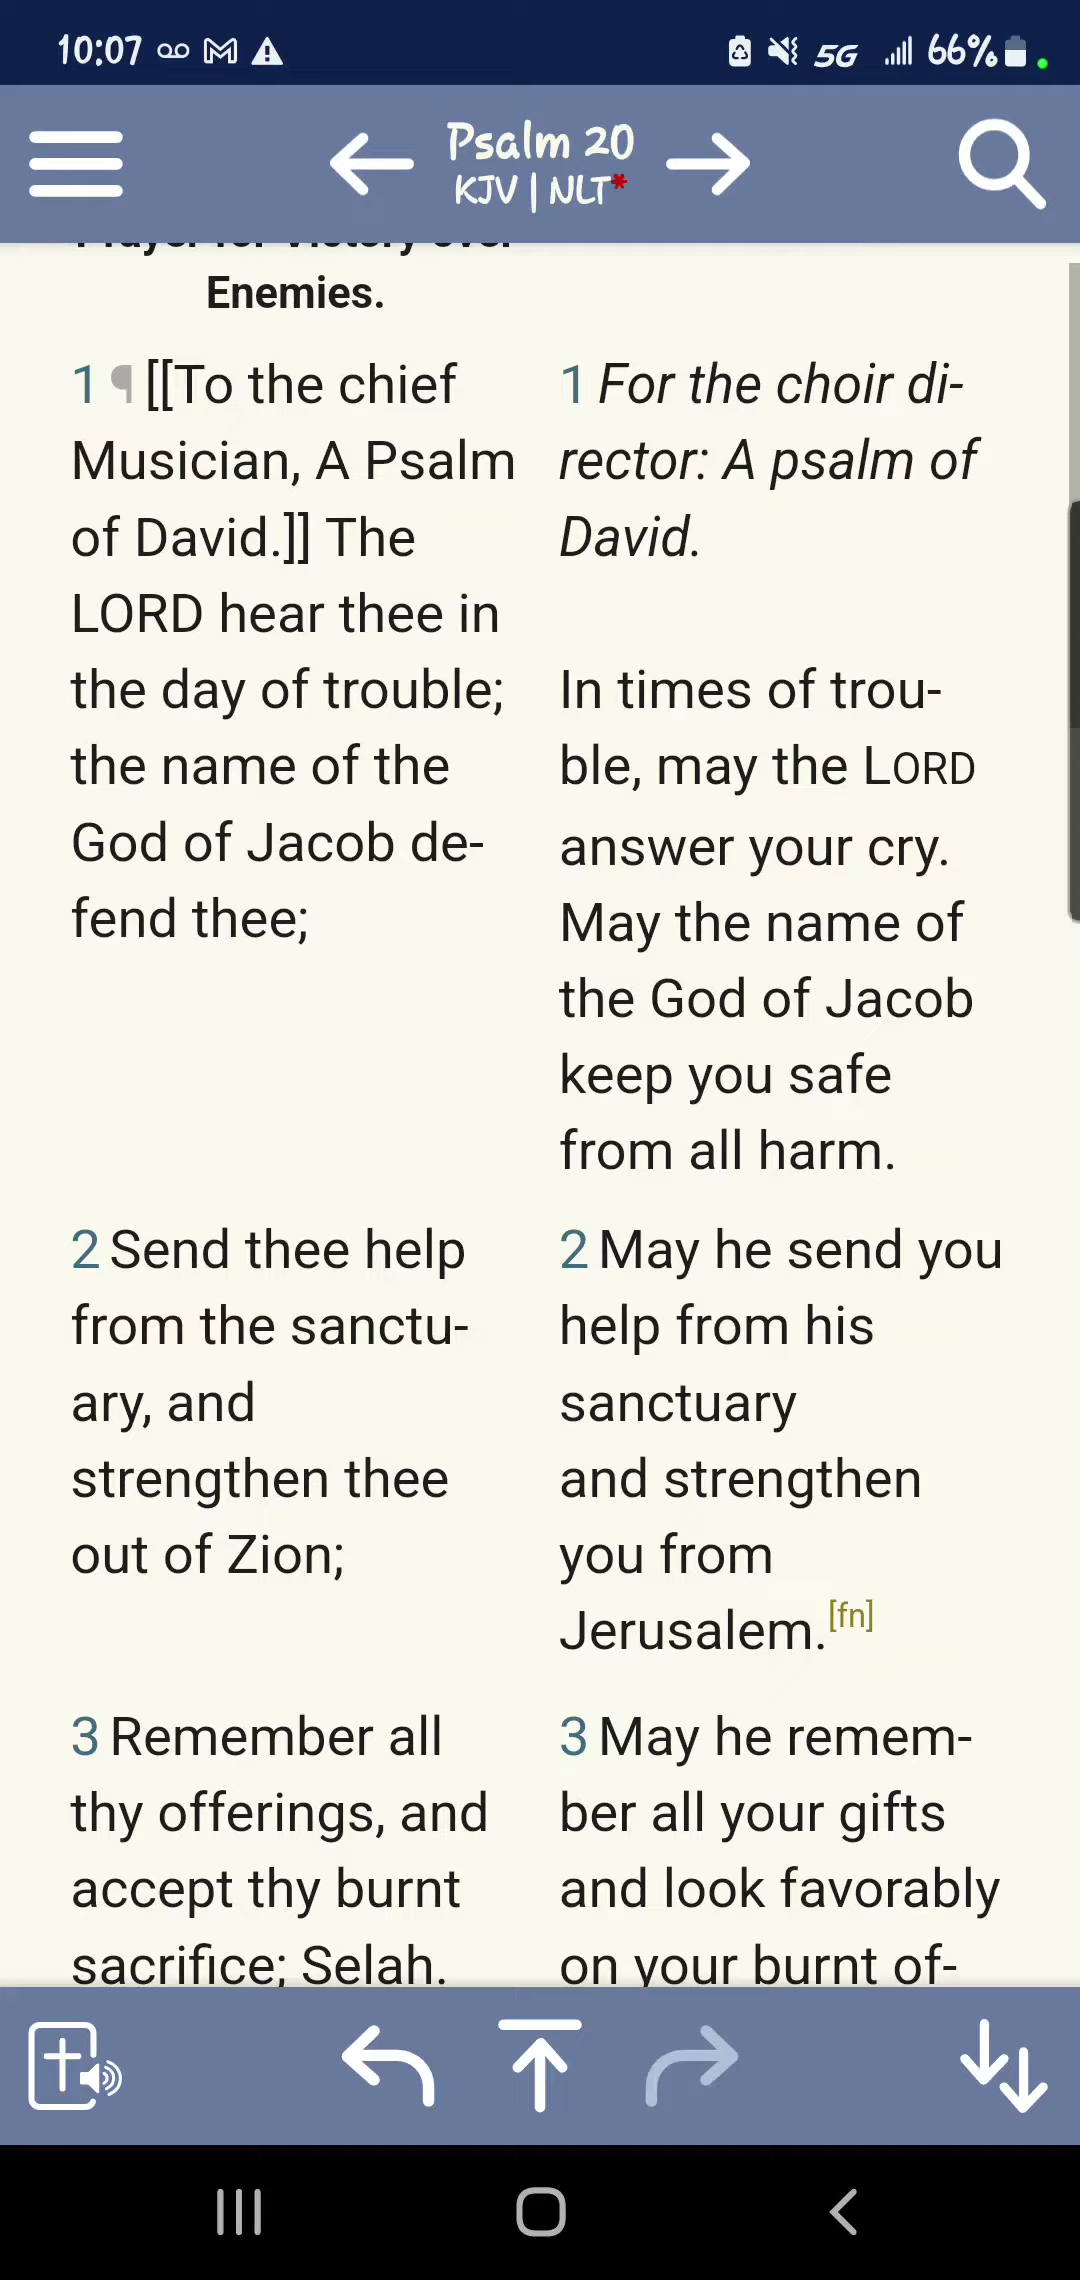 10:07
5G 66%
Psalm 20
KJV | NLT*
Prayer for Victory over
Enemies.
1 ¶ [[To the chief
Musician, A Psalm
of David.]] The
LORD hear thee in
the day of trouble;
the name of the
God of Jacob de-
fend thee;
1 For the choir di-
rector: A psalm of
David.
In times of trou-
ble, may the LORD
answer your cry.
May the name of
the God of Jacob
keep you safe
from all harm.
2 Send thee help
from the sanctu-
ary, and
strengthen thee
out of Zion;
2 May he send you
help from his
sanctuary
and strengthen
you from
Jerusalem.[fn]
3 Remember all
thy offerings, and
accept thy burnt
sacrifice; Selah.
3 May he remem-
ber all your gifts
and look favorably
on your burnt of-